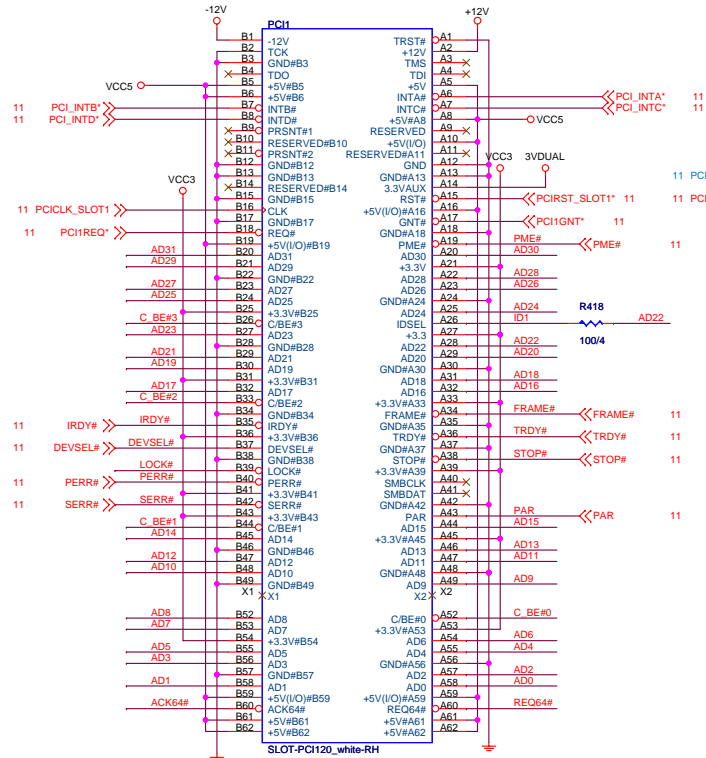 -12V
+12V
PCI1
B1 -12V TRST# A1
B2 TCK +12V A2
B3 GND#B3 TMS A3
B4 TDO TDI A4
VCC5 B5 +5V#B5 +5V A5
B6 +5V#B6 INTA# A6 PCI_INTA* 11
11 PCI_INTB* B7 INTB# INTC# A7 PCI_INTC* 11
11 PCI_INTD* B8 INTD# +5V#A8 A8 VCC5
B9 PRSNT#1 RESERVED A9
B10 RESERVED#B10 +5V(I/O) A10
B11 PRSNT#2 RESERVED#A11 A11
B12 GND#B12 GND A12 VCC3 3VDUAL
B13 GND#B13 GND#A13 A13 11 PCI
VCC3 B14 RESERVED#B14 3.3VAUX A14
B15 GND#B15 RST# A15 PCIRST_SLOT1* 11 11 PCI
11 PCICLK_SLOT1 B16 CLK +5V(I/O)#A16 A16
B17 GND#B17 GNT# A17 PCI1GNT* 11
11 PCI1REQ* B18 REQ# GND#A18 A18
B19 +5V(I/O)#B19 PME# A19 PME# PME# 11
AD31 B20 AD31 AD30 A20 AD30
AD29 B21 AD29 +3.3V A21
B22 GND#B22 AD28 A22 AD28
AD27 B23 AD27 AD26 A23 AD26
AD25 B24 AD25 GND#A24 A24
B25 +3.3V#B25 AD24 A25 AD24 R418
C_BE#3 B26 C/BE#3 IDSEL A26 ID1 AD22
AD23 B27 AD23 +3.3 A27 100/4
B28 GND#B28 AD22 A28 AD22
AD21 B29 AD21 AD20 A29 AD20
AD19 B30 AD19 GND#A30 A30
B31 +3.3V#B31 AD18 A31 AD18
AD17 B32 AD17 AD16 A32 AD16
C_BE#2 B33 C/BE#2 +3.3V#A33 A33
B34 GND#B34 FRAME# A34 FRAME# FRAME# 11
11 IRDY# IRDY# B35 IRDY# GND#A35 A35
B36 +3.3V#B36 TRDY# A36 TRDY# TRDY# 11
11 DEVSEL# DEVSEL# B37 DEVSEL# GND#A37 A37
B38 GND#B38 STOP# A38 STOP# STOP# 11
LOCK# B39 LOCK# +3.3V#A39 A39
11 PERR# PERR# B40 PERR# SMBCLK A40
B41 +3.3V#B41 SMBDAT A41
11 SERR# SERR# B42 SERR# GND#A42 A42
B43 +3.3V#B43 PAR A43 PAR PAR 11
C_BE#1 B44 C/BE#1 AD15 A44 AD15
AD14 B45 AD14 +3.3V#A45 A45
B46 GND#B46 AD13 A46 AD13
AD12 B47 AD12 AD11 A47 AD11
AD10 B48 AD10 GND#A48 A48
B49 GND#B49 AD9 A49 AD9
X1 X1 X2 X2
AD8 B52 AD8 C/BE#0 A52 C_BE#0
AD7 B53 AD7 +3.3V#A53 A53
B54 +3.3V#B54 AD6 A54 AD6
AD5 B55 AD5 AD4 A55 AD4
AD3 B56 AD3 GND#A56 A56
B57 GND#B57 AD2 A57 AD2
AD1 B58 AD1 AD0 A58 AD0
B59 +5V(I/O)#B59 +5V(I/O)#A59 A59
ACK64# B60 ACK64# REQ64# A60 REQ64#
B61 +5V#B61 +5V#A61 A61
B62 +5V#B62 +5V#A62 A62
SLOT-PCI120_white-RH